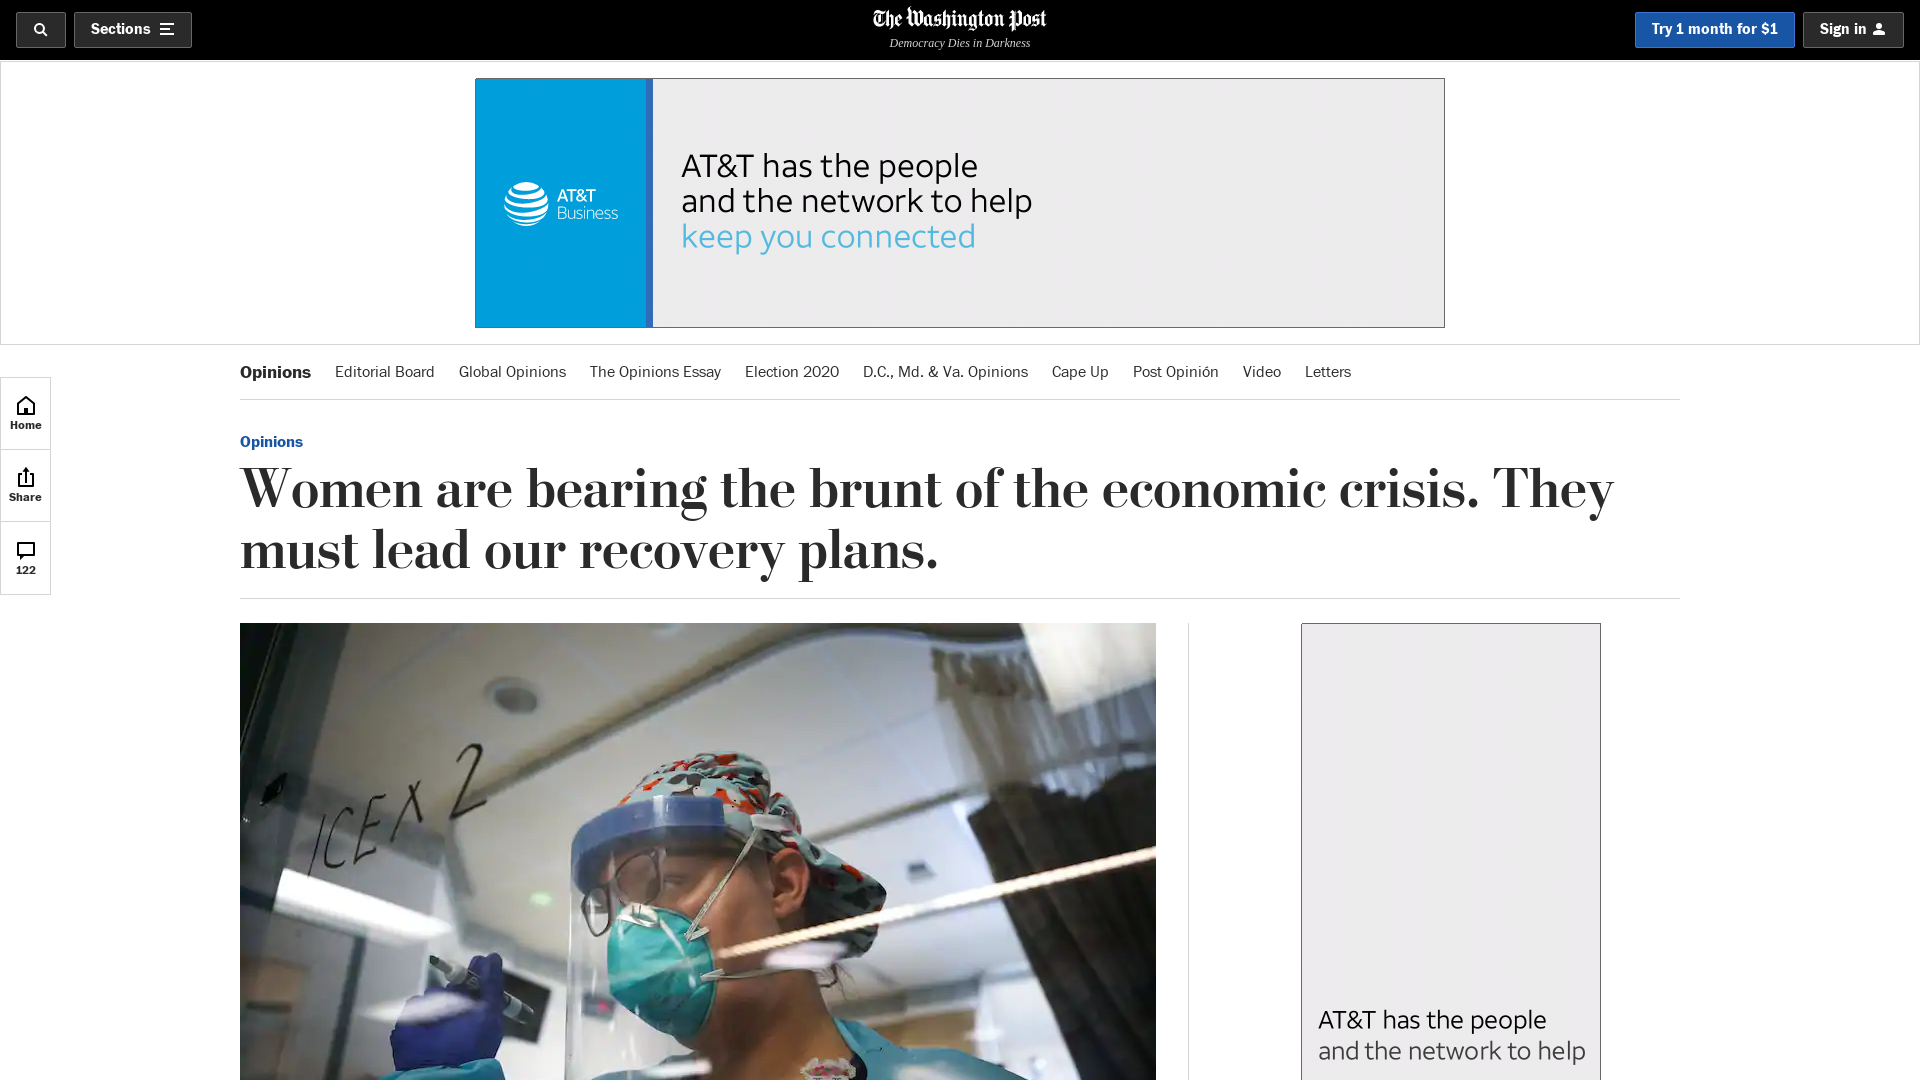 Sections
The Washington Post
Democracy Dies in Darkness
Try 1 month for $1
Sign in
AT&T
Business
AT&T has the people
and the network to help
keep you connected
Opinions
Editorial Board
Global Opinions
The Opinions Essay
Election 2020
D.C., Md. & Va. Opinions
Cape Up
Post Opinión
Video
Letters
Home
Share
122
Opinions
Women are bearing the brunt of the economic crisis. They
must lead our recovery plans.
ICE X 2
AT&T has the people
and the network to help